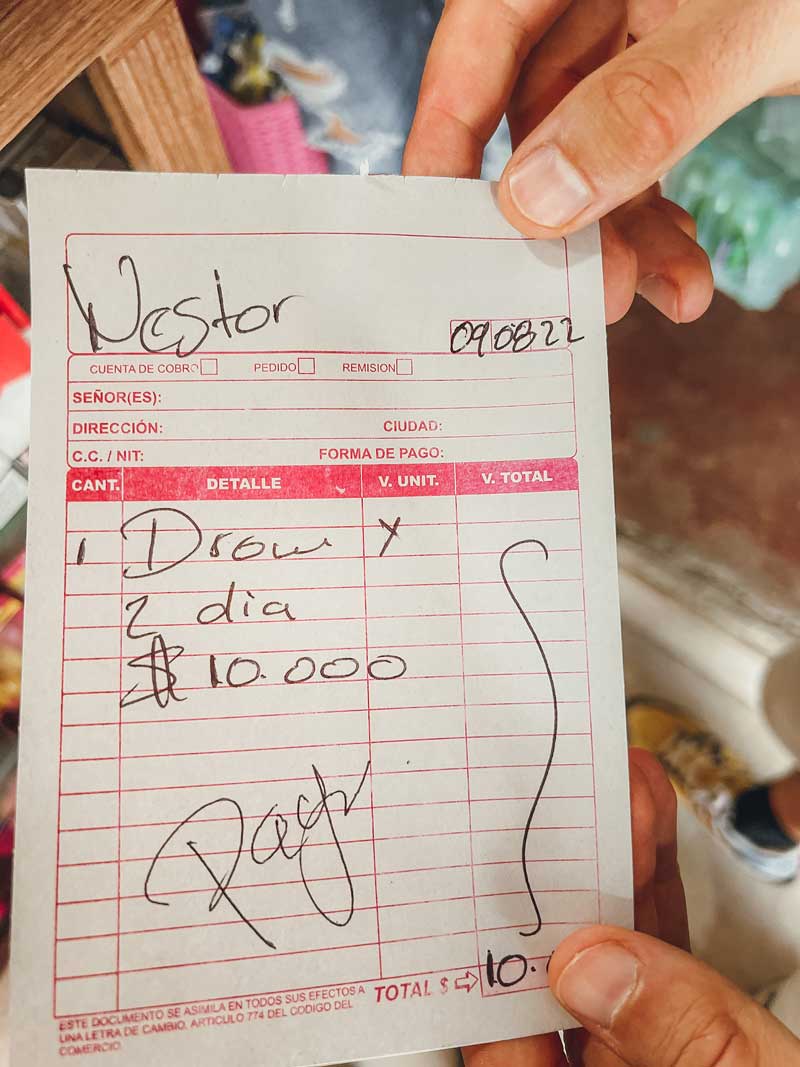 Nestor
090822
CUENTA DE COBRO PEDIDO REMISION
SEÑOR(ES):
DIRECCIÓN: CIUDAD:
C.C. / NIT: FORMA DE PAGO:
CANT. DETALLE V. UNIT. V. TOTAL
1 Drow y
2 dia
$ 10.000
TOTAL $ 10.
ESTE DOCUMENTO SE ASIMILA EN TODOS SUS EFECTOS A
UNA LETRA DE CAMBIO. ARTICULO 774 DEL CODIGO DEL
COMERCIO.